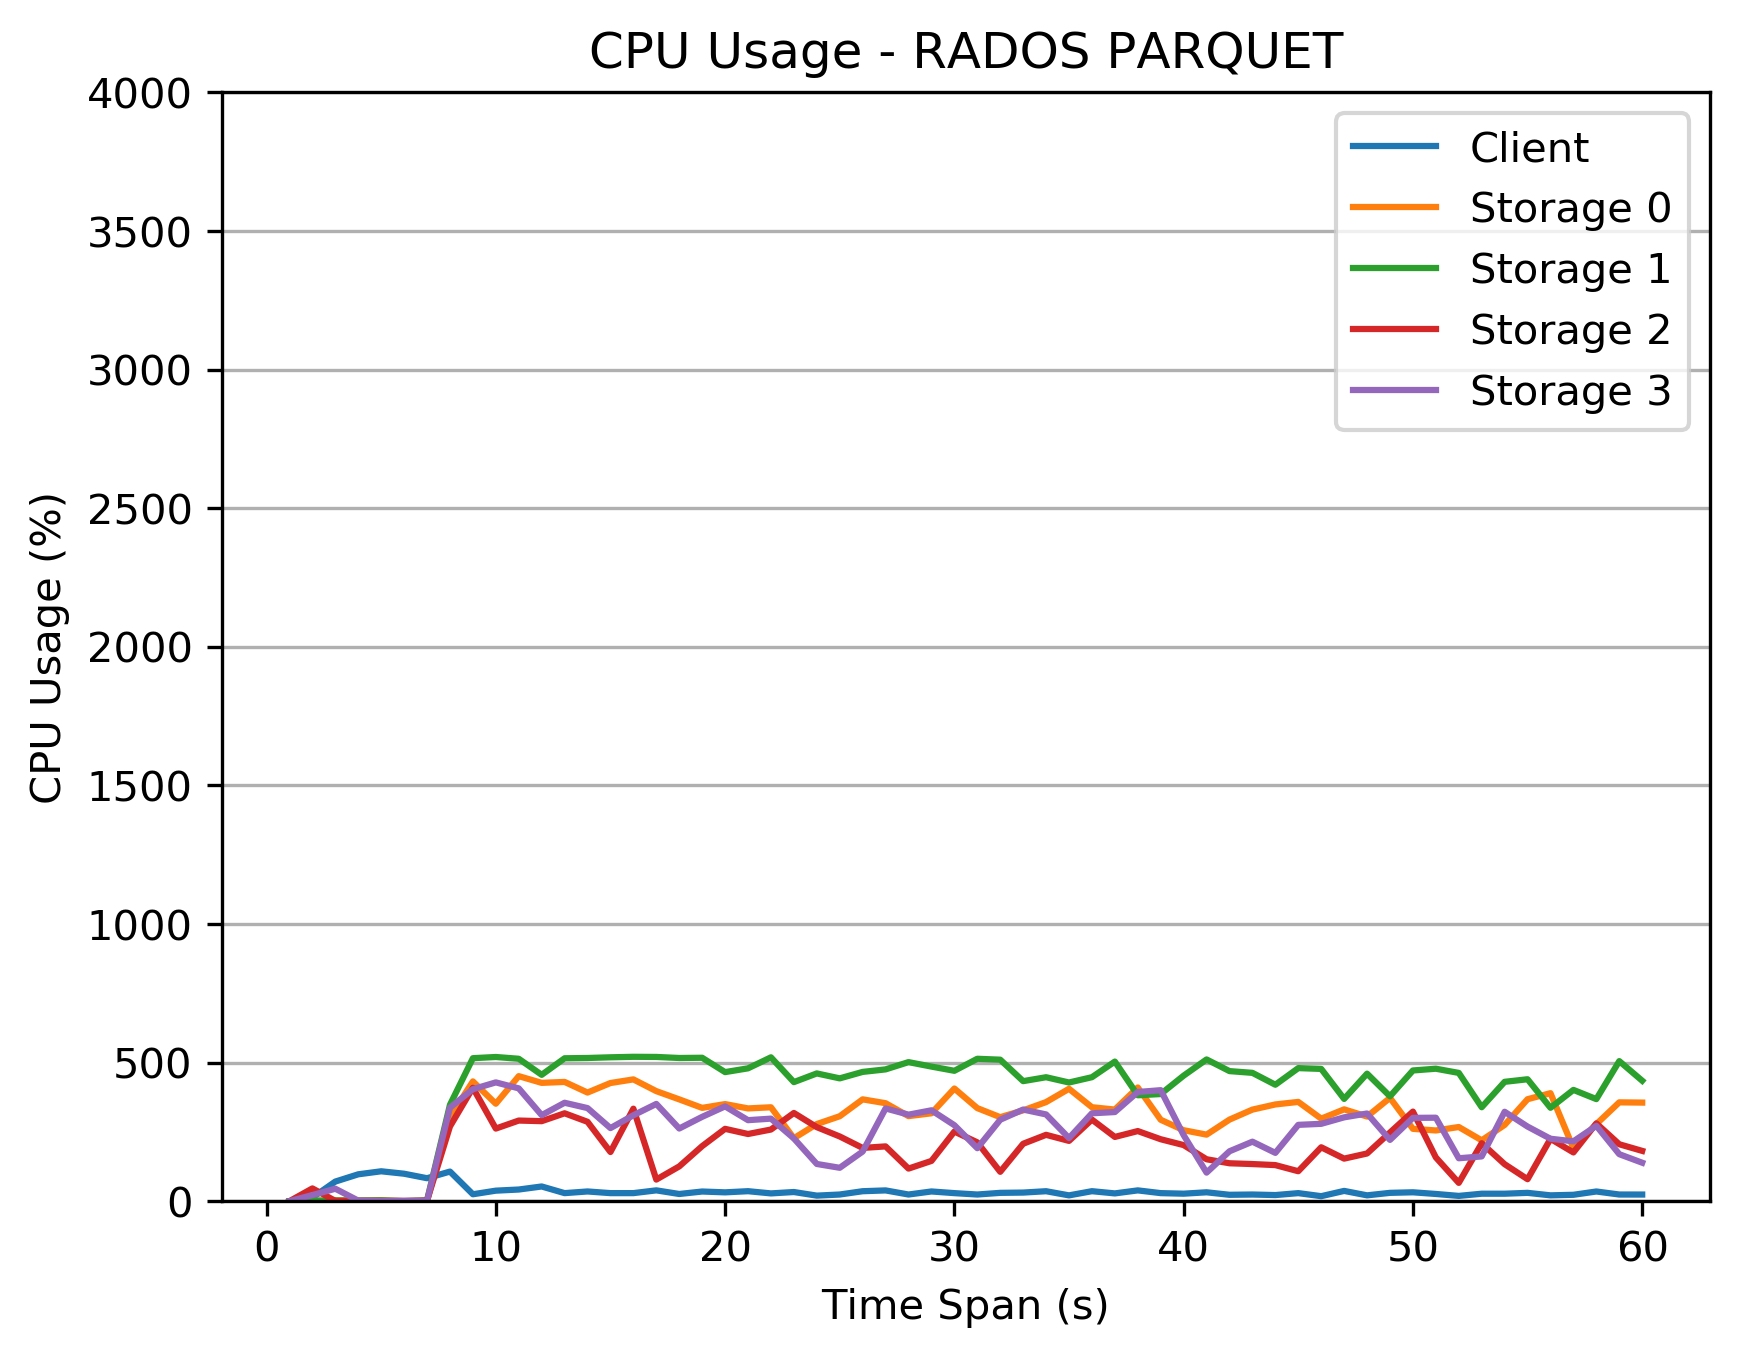 CPU Usage - RADOS PARQUET
4000
3500
3000
2500
2000
1500
1000
500
0
CPU Usage (%)
Client
Storage 0
Storage 1
Storage 2
Storage 3
0 10 20 30 40 50 60
Time Span (s)